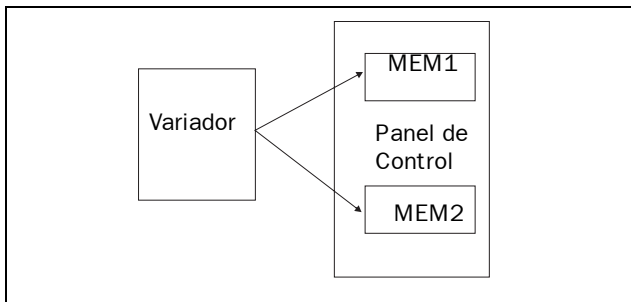 MEM1
Variador
Panel de
Control
MEM2